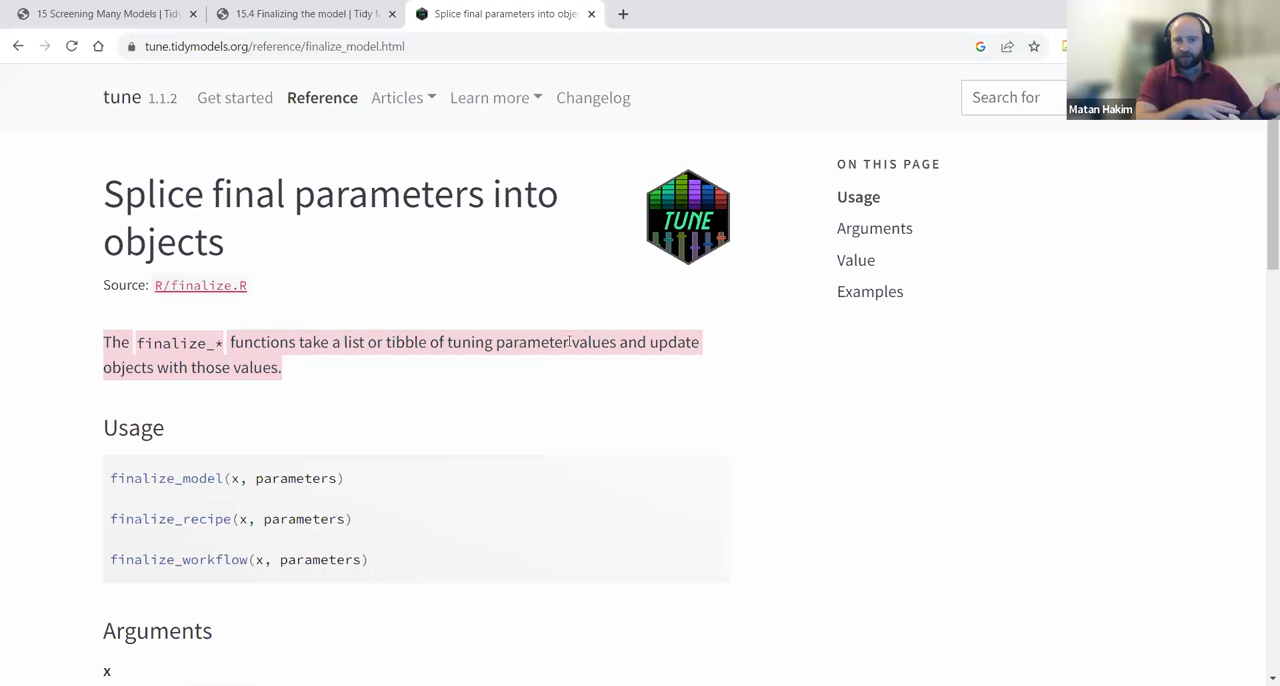 15 Screening Many Models | Tidy
15.4 Finalizing the model | Tidy M
Splice final parameters into obje
tune.tidymodels.org/reference/finalize_model.html
tune 1.1.2 Get started Reference Articles Learn more Changelog
Search for
Matan Hakim
Splice final parameters into
objects
TUNE
Source: R/finalize.R
The finalize_* functions take a list or tibble of tuning parameter values and update
objects with those values.
Usage
finalize_model(x, parameters)
finalize_recipe(x, parameters)
finalize_workflow(x, parameters)
Arguments
x
ON THIS PAGE
Usage
Arguments
Value
Examples